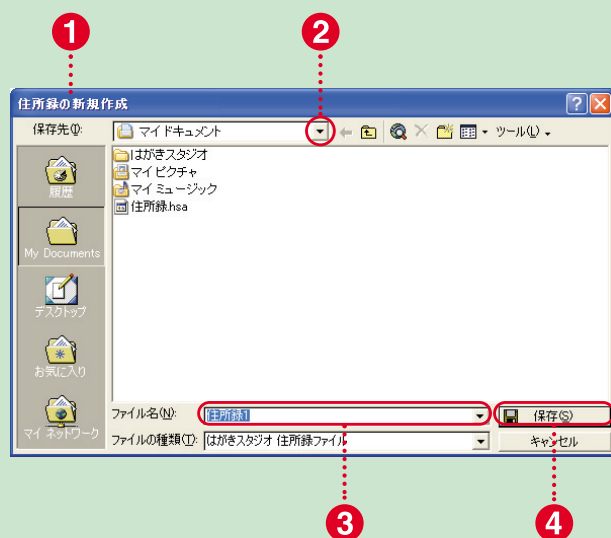 1 2
住所録の新規作成
保存先(I): マイドキュメント ツール(L)
はがきスタジオ
マイ ピクチャ
マイ ミュージック
住所録.hsa
履歴
My Documents
デスクトップ
お気に入り
マイ ネットワーク
ファイル名(N): 住所録1 保存(S)
ファイルの種類(T): はがきスタジオ 住所録ファイル キャンセル
3 4